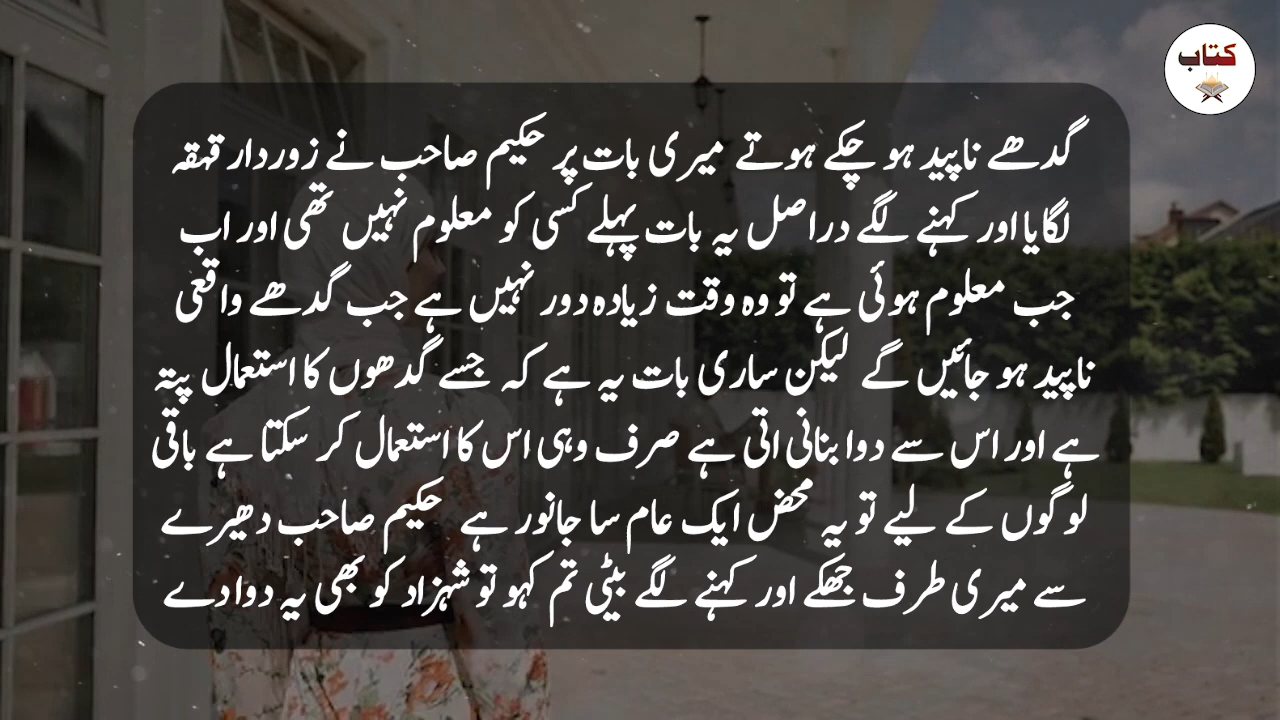 کتاب
گدھے ناپید ہو چکے ہوتے میری بات پر حکیم صاحب نے زوردار قہقہ
لگایا اور کہنے لگے دراصل یہ بات پہلے کسی کو معلوم نہیں تھی اور اب
جب معلوم ہوئی ہے تو وہ وقت زیادہ دور نہیں ہے جب گدھے واقعی
ناپید ہو جائیں گے لیکن ساری بات یہ ہے کہ جسے گدھوں کا استعمال پتہ
ہے اور اس سے دوا بنانی اتی ہے صرف وہی اس کا استعمال کر سکتا ہے باقی
لوگوں کے لیے تو یہ محض ایک عام سا جانور ہے حکیم صاحب دھیرے
سے میری طرف جھکے اور کہنے لگے بیٹی تم کہو تو شہزاد کو بھی یہ دوا دے